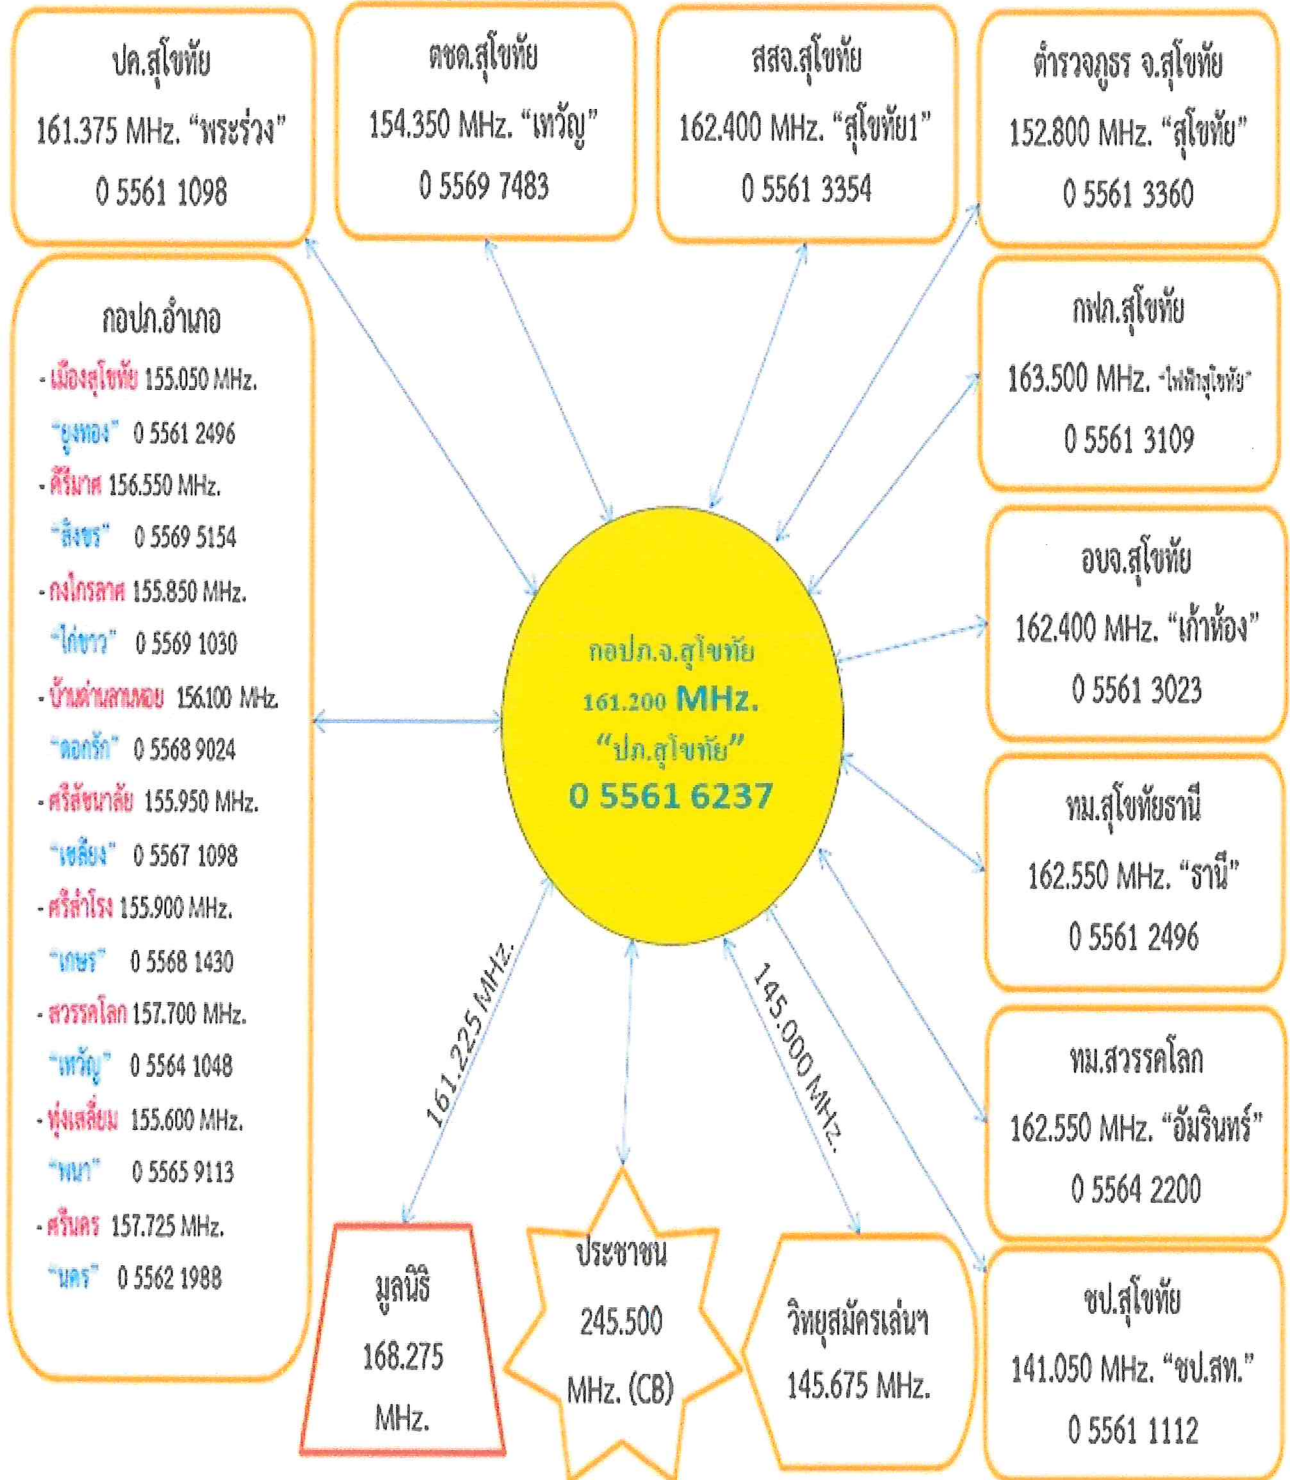 ปค.สุโขทัย
161.375 MHz. “พระร่วง”
0 5561 1098
ตชด.สุโขทัย
154.350 MHz. “เทวัญ”
0 5569 7483
สสจ.สุโขทัย
162.400 MHz. “สุโขทัย1”
0 5561 3354
ตำรวจภูธร จ.สุโขทัย
152.800 MHz. “สุโขทัย”
0 5561 3360
กอปภ.อำเภอ
- เมืองสุโขทัย 155.050 MHz.
“ยูงทอง” 0 5561 2496
- คีรีมาศ 156.550 MHz.
“สิงขร” 0 5569 5154
- กงไกรลาศ 155.850 MHz.
“ไก่ขาว” 0 5569 1030
- บ้านด่านลานหอย 156.100 MHz.
“ดอกรัก” 0 5568 9024
- ศรีสัชนาลัย 155.950 MHz.
“เชลียง” 0 5567 1098
- ศรีสำโรง 155.900 MHz.
“เกษร” 0 5568 1430
- สวรรคโลก 157.700 MHz.
“เทวัญ” 0 5564 1048
- ทุ่งเสลี่ยม 155.600 MHz.
“พนา” 0 5565 9113
- ศรีนคร 157.725 MHz.
“นคร” 0 5562 1988
กฟภ.สุโขทัย
163.500 MHz. “ไฟฟ้าสุโขทัย”
0 5561 3109
อบจ.สุโขทัย
162.400 MHz. “เก้าห้อง”
0 5561 3023
กอปภ.จ.สุโขทัย
161.200 MHz.
“ปภ.สุโขทัย”
0 5561 6237
ทม.สุโขทัยธานี
162.550 MHz. “ธานี”
0 5561 2496
ทม.สวรรคโลก
162.550 MHz. “อัมรินทร์”
0 5564 2200
161.225 MHz.
145.000 MHz.
มูลนิธิ
168.275
MHz.
ประชาชน
245.500
MHz. (CB)
วิทยุสมัครเล่นฯ
145.675 MHz.
ชป.สุโขทัย
141.050 MHz. “ชป.สท.”
0 5561 1112